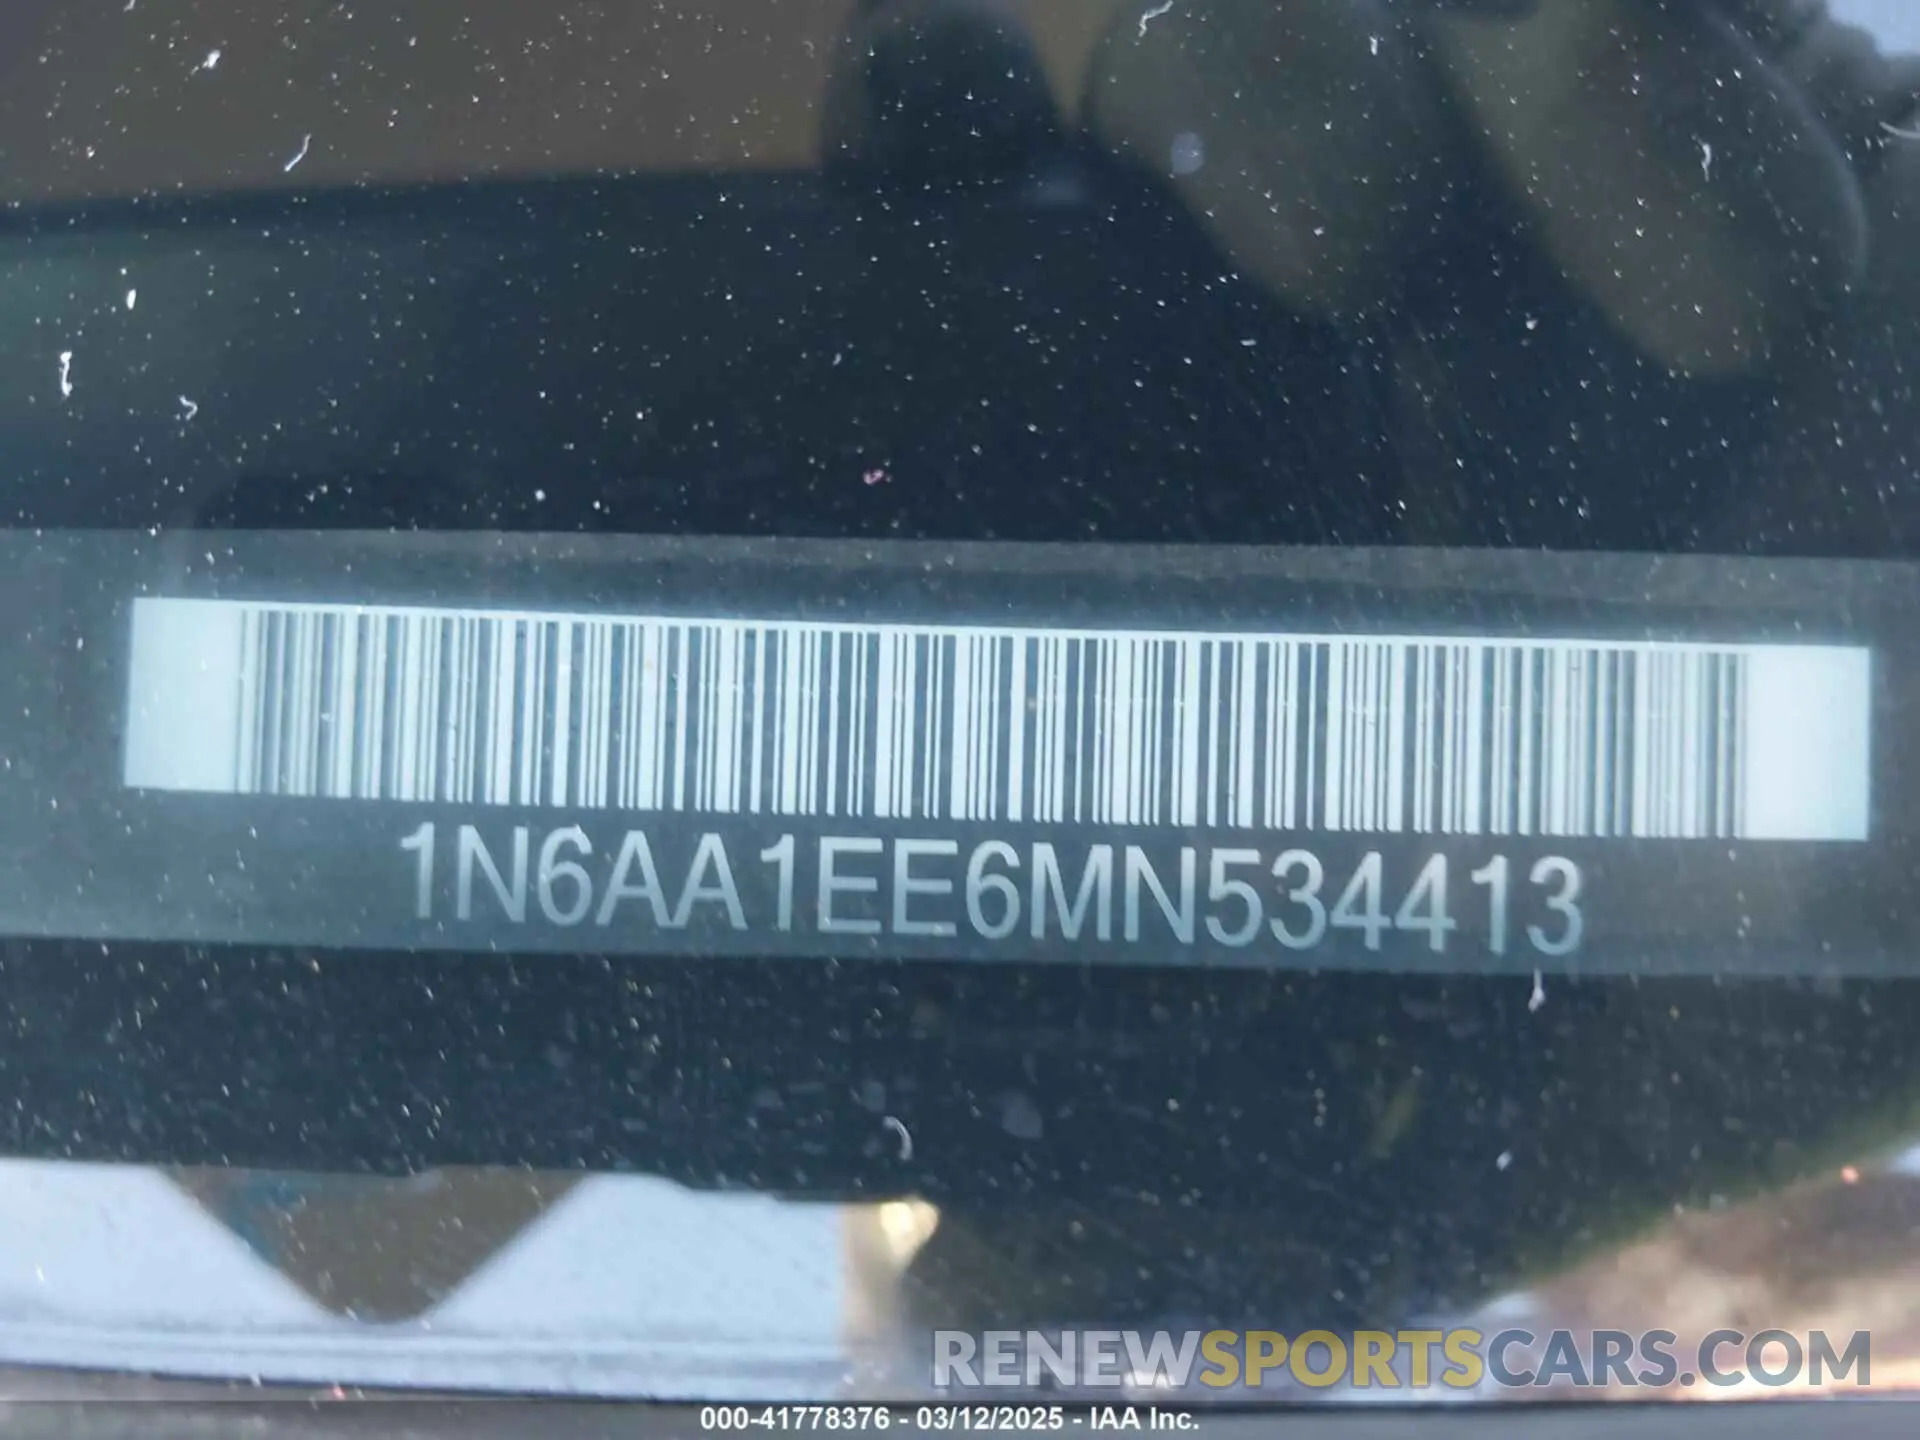 1N6AA1EE6MN534413
RENEWSPORTSCARS.COM
000-41778376 - 03/12/2025 - IAA Inc.